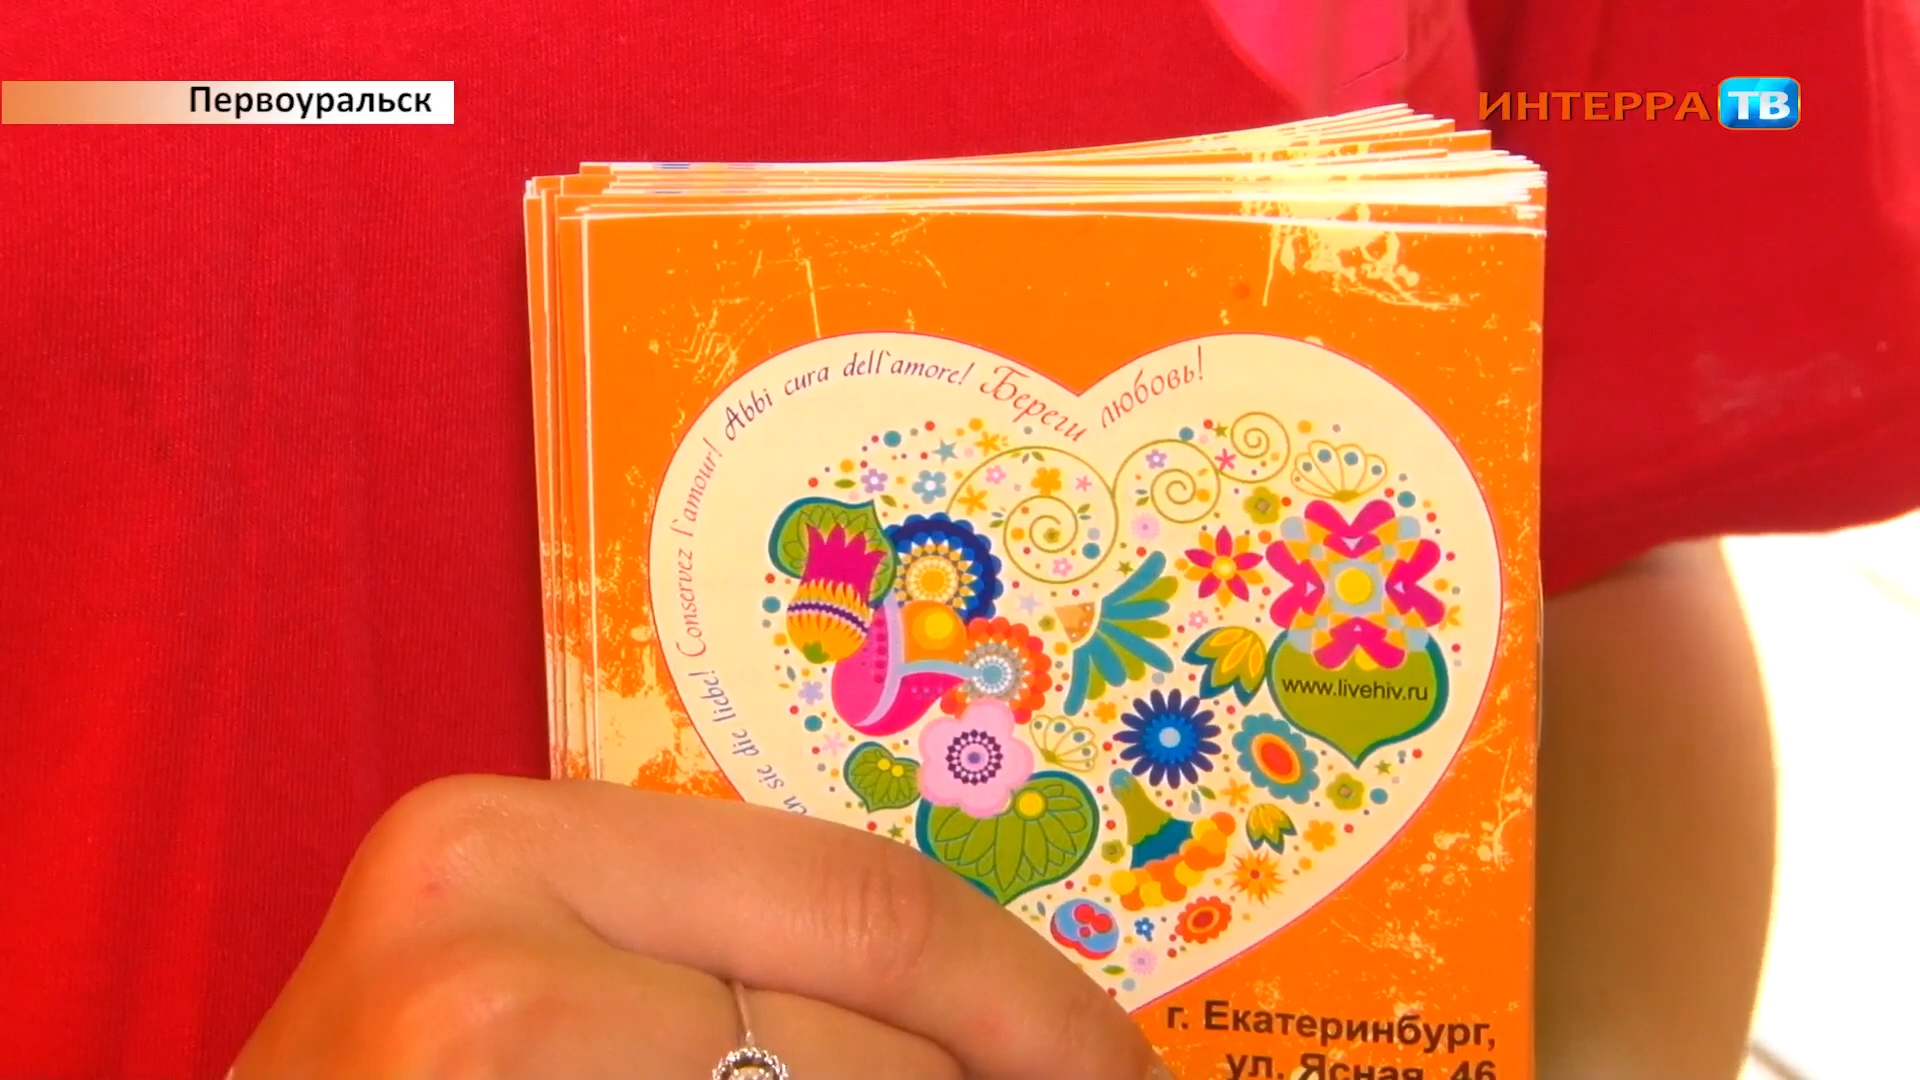 Первоуральск
ИНТЕРРА ТВ
sie die liebe! Conservez l`amour! Abbi cura dell`amore! Береги любовь!
www.livehiv.ru
г. Екатеринбург,
ул. Ясная, 46